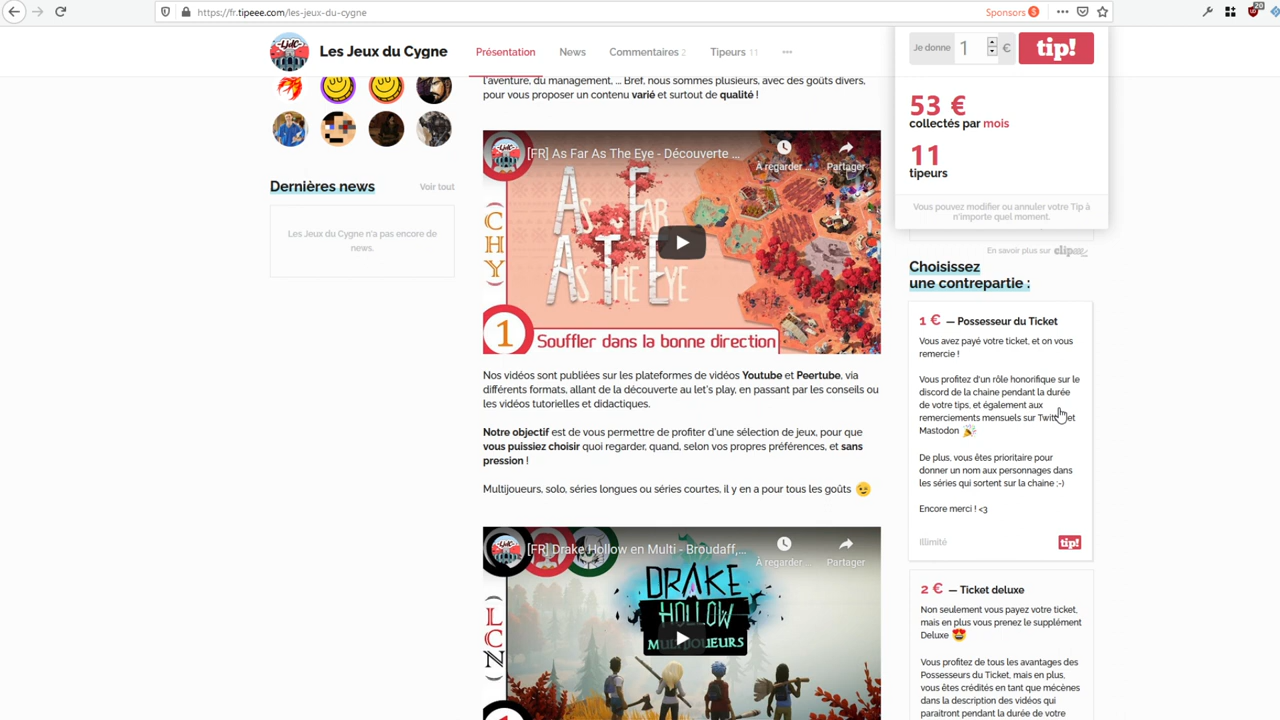 https://fr.tipeee.com/les-jeux-du-cygne
Sponsors
20
LJdC
Les Jeux du Cygne
Présentation
News
Commentaires 2
Tipeurs 11
Je donne 1 €
tip!
53 €
collectés par mois
11
tipeurs
Vous pouvez modifier ou annuler votre Tip à
n'importe quel moment.
Dernières news
Voir tout
Les Jeux du Cygne n'a pas encore de
news.
l'aventure, du management, ... Bref, nous sommes plusieurs, avec des goûts divers,
pour vous proposer un contenu varié et surtout de qualité !
[FR] As Far As The Eye - Découverte ...
À regarder ...
Partager
CHY
As Far
As The Eye
1
Souffler dans la bonne direction
Nos vidéos sont publiées sur les plateformes de vidéos Youtube et Peertube, via
différents formats, allant de la découverte au let's play, en passant par les conseils ou
les vidéos tutorielles et didactiques.
Notre objectif est de vous permettre de profiter d'une sélection de jeux, pour que
vous puissiez choisir quoi regarder, quand, selon vos propres préférences, et sans
pression !
Multijoueurs, solo, séries longues ou séries courtes, il y en a pour tous les goûts 😉
[FR] Drake Hollow en Multi - Broudaff,...
À regarder ...
Partager
LCN
DRAKE
HOLLOW
MULTIJOUEURS
En savoir plus sur
Choisissez
une contrepartie :
1 € — Possesseur du Ticket
Vous avez payé votre ticket, et on vous
remercie !
Vous profitez d'un rôle honorifique sur le
discord de la chaine pendant la durée
de votre tips, et également aux
remerciements mensuels sur Twitter et
Mastodon 🎉
De plus, vous êtes prioritaire pour
donner un nom aux personnages dans
les séries qui sortent sur la chaine ;-)
Encore merci ! <3
Illimité
tip!
2 € — Ticket deluxe
Non seulement vous payez votre ticket,
mais en plus vous prenez le supplément
Deluxe 😍
Vous profitez de tous les avantages des
Possesseurs du Ticket, mais en plus,
vous êtes crédités en tant que mécènes
dans la description des vidéos qui
paraitront pendant la durée de votre